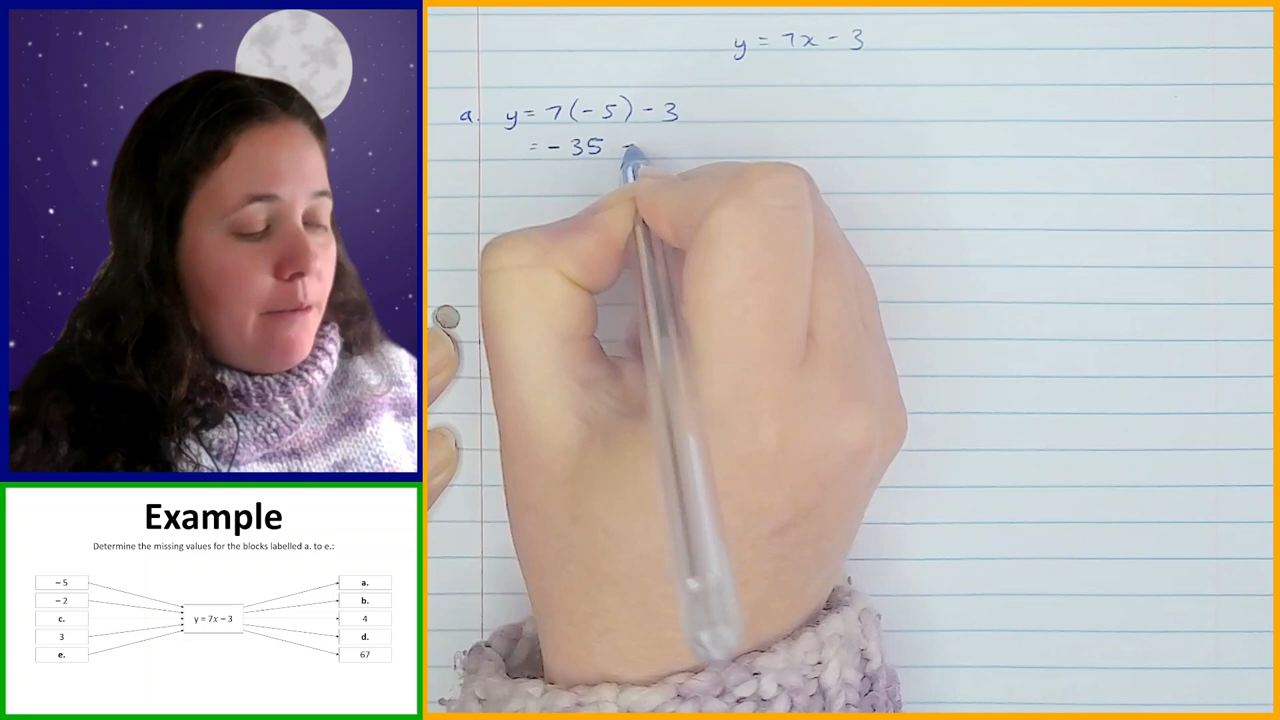 y = 7x - 3
a. y = 7(-5) - 3
= -35 -
Example
Determine the missing values for the blocks labelled a. to e.:
– 5
a.
– 2
b.
c.
y = 7x – 3
4
3
d.
e.
67